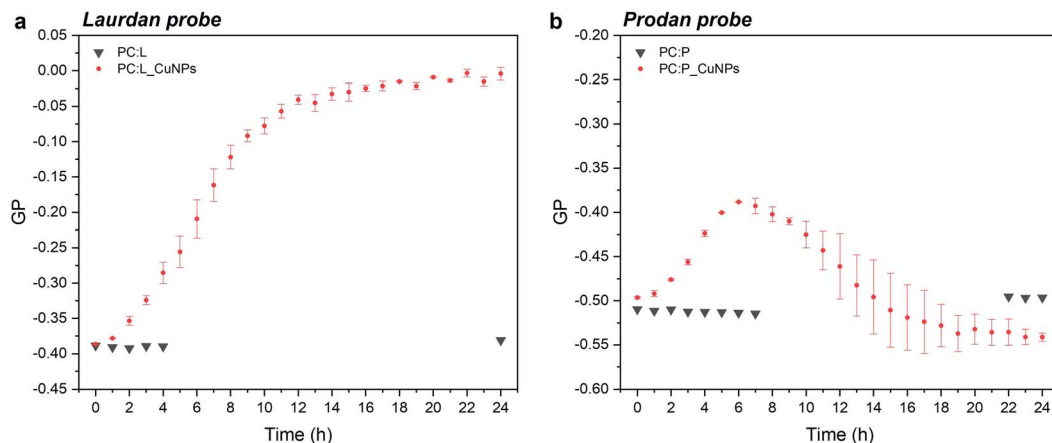 a Laurdan probe
PC:L
PC:L_CuNPs
0.05
0.00
-0.05
-0.10
-0.15
-0.20
-0.25
-0.30
-0.35
-0.40
-0.45
GP
0 2 4 6 8 10 12 14 16 18 20 22 24
Time (h)
b Prodan probe
PC:P
PC:P_CuNPs
-0.20
-0.25
-0.30
-0.35
-0.40
-0.45
-0.50
-0.55
-0.60
GP
0 2 4 6 8 10 12 14 16 18 20 22 24
Time (h)